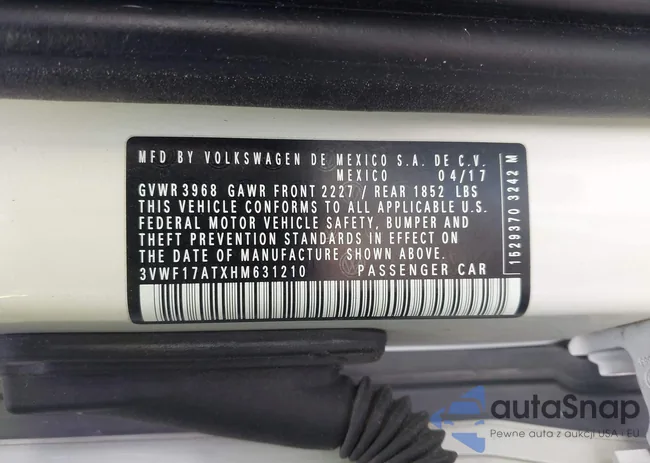 MFD BY VOLKSWAGEN DE MEXICO S.A. DE C.V.
MEXICO 04/17
GVWR 3968 GAWR FRONT 2227 / REAR 1852 LBS
THIS VEHICLE CONFORMS TO ALL APPLICABLE U.S.
FEDERAL MOTOR VEHICLE SAFETY, BUMPER AND
THEFT PREVENTION STANDARDS IN EFFECT ON
THE DATE OF MANUFACTURE SHOWN ABOVE.
3VWF17ATXHM631210 PASSENGER CAR
1529370 3242 M
autaSnap
Pewne auta z aukcji USA i EU